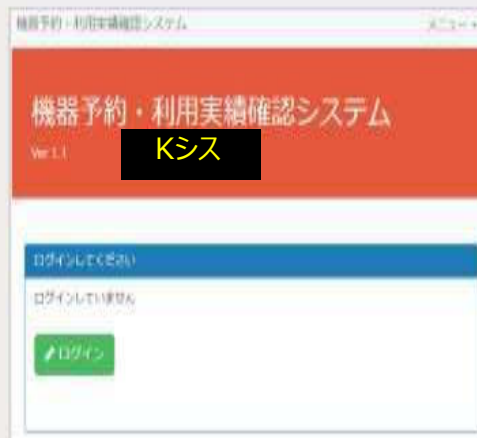 機器予約・利用実績確認システム
メニュー
機器予約・利用実績確認システム
Ver 1.1
Kシス
ログインしてください
ログインしていません
ログイン